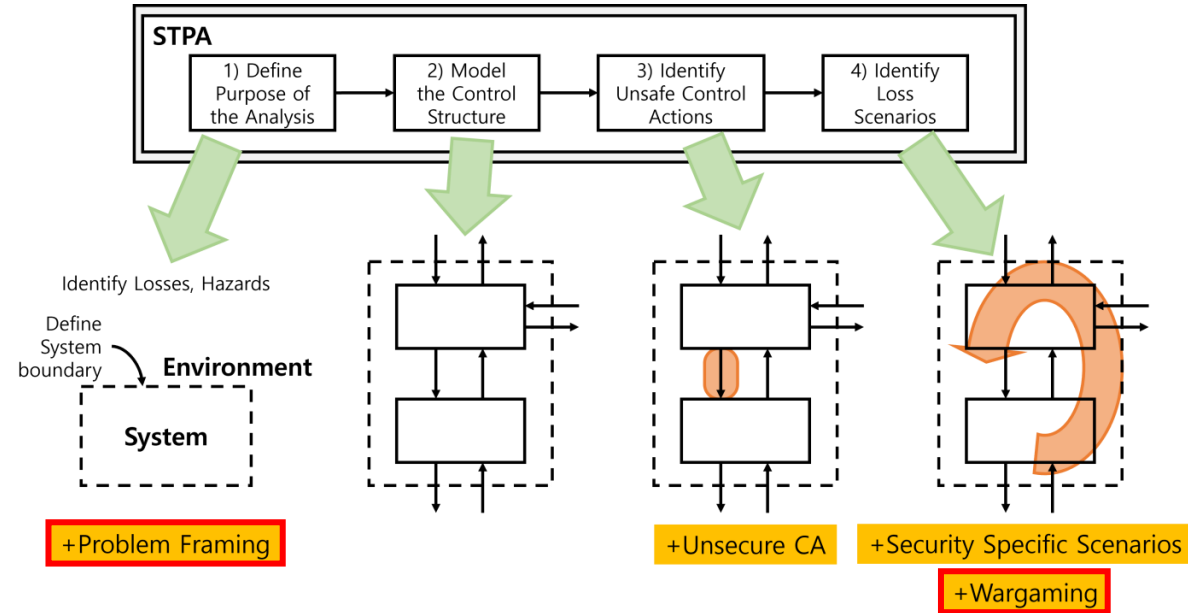 STPA
1) Define
Purpose of
the Analysis
2) Model
the Control
Structure
3) Identify
Unsafe Control
Actions
4) Identify
Loss
Scenarios
Identify Losses, Hazards
Define
System
boundary
Environment
System
+Problem Framing
+Unsecure CA
+Security Specific Scenarios
+Wargaming